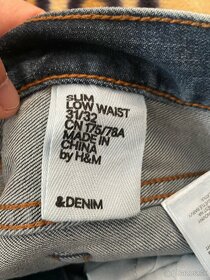 SLIM
LOW WAIST
31/32
CN 175/78A
MADE IN
CHINA
by H&M
&DENIM